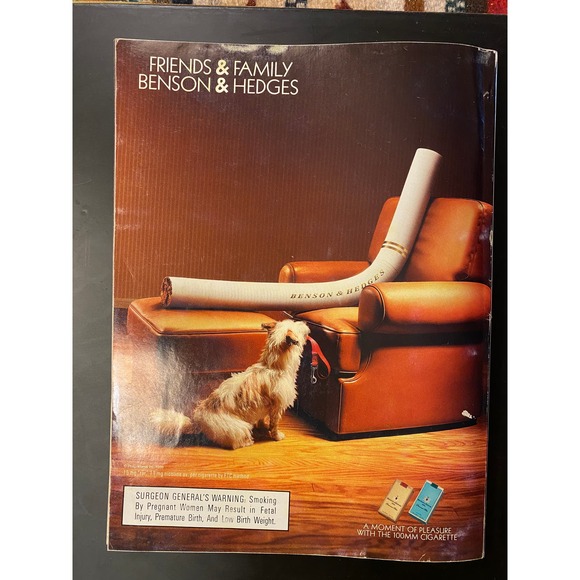 FRIENDS & FAMILY
BENSON & HEDGES
BENSON & HEDGES
SURGEON GENERAL'S WARNING: Smoking
By Pregnant Women May Result in Fetal
Injury, Premature Birth, And Low Birth Weight.
A MOMENT OF PLEASURE
WITH THE 100MM CIGARETTE